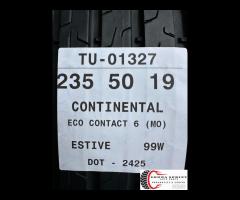 TU-01327
235 50 19
CONTINENTAL
ECO CONTACT 6 (MO)
ESTIVE 99W
DOT - 2425